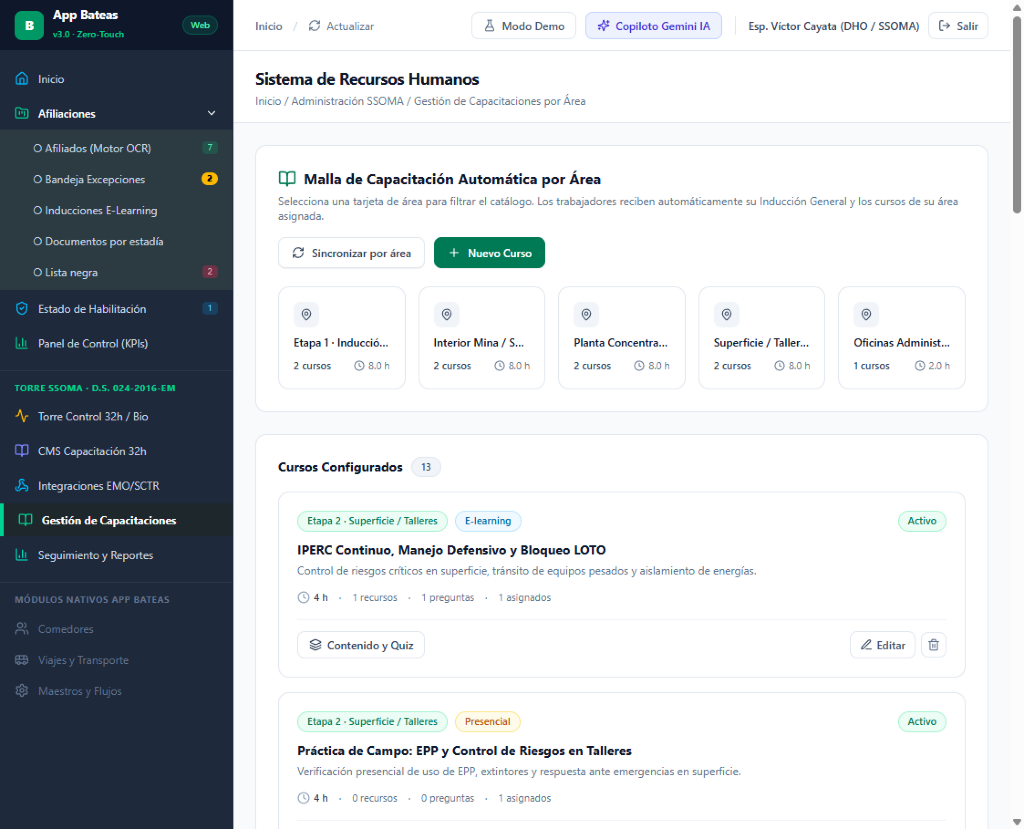 B
App Bateas
v3.0 · Zero-Touch
Web
Inicio
Afiliaciones
Afiliados (Motor OCR)
7
Bandeja Excepciones
2
Inducciones E-Learning
Documentos por estadía
Lista negra
2
Estado de Habilitación
1
Panel de Control (KPIs)
TORRE SSOMA · D.S. 024-2016-EM
Torre Control 32h / Bio
CMS Capacitación 32h
Integraciones EMO/SCTR
Gestión de Capacitaciones
Seguimiento y Reportes
MÓDULOS NATIVOS APP BATEAS
Comedores
Viajes y Transporte
Maestros y Flujos
Inicio / Actualizar
Modo Demo
Copiloto Gemini IA
Esp. Víctor Cayata (DHO / SSOMA)
Salir
Sistema de Recursos Humanos
Inicio / Administración SSOMA / Gestión de Capacitaciones por Área
Malla de Capacitación Automática por Área
Selecciona una tarjeta de área para filtrar el catálogo. Los trabajadores reciben automáticamente su Inducción General y los cursos de su área
asignada.
Sincronizar por área
+ Nuevo Curso
Etapa 1 · Inducció...
2 cursos 8.0 h
Interior Mina / S...
2 cursos 8.0 h
Planta Concentra...
2 cursos 8.0 h
Superficie / Taller...
2 cursos 8.0 h
Oficinas Administ...
1 cursos 2.0 h
Cursos Configurados 13
Etapa 2 · Superficie / Talleres
E-learning
Activo
IPERC Continuo, Manejo Defensivo y Bloqueo LOTO
Control de riesgos críticos en superficie, tránsito de equipos pesados y aislamiento de energías.
4 h · 1 recursos · 1 preguntas · 1 asignados
Contenido y Quiz
Editar
Etapa 2 · Superficie / Talleres
Presencial
Activo
Práctica de Campo: EPP y Control de Riesgos en Talleres
Verificación presencial de uso de EPP, extintores y respuesta ante emergencias en superficie.
4 h · 0 recursos · 0 preguntas · 1 asignados